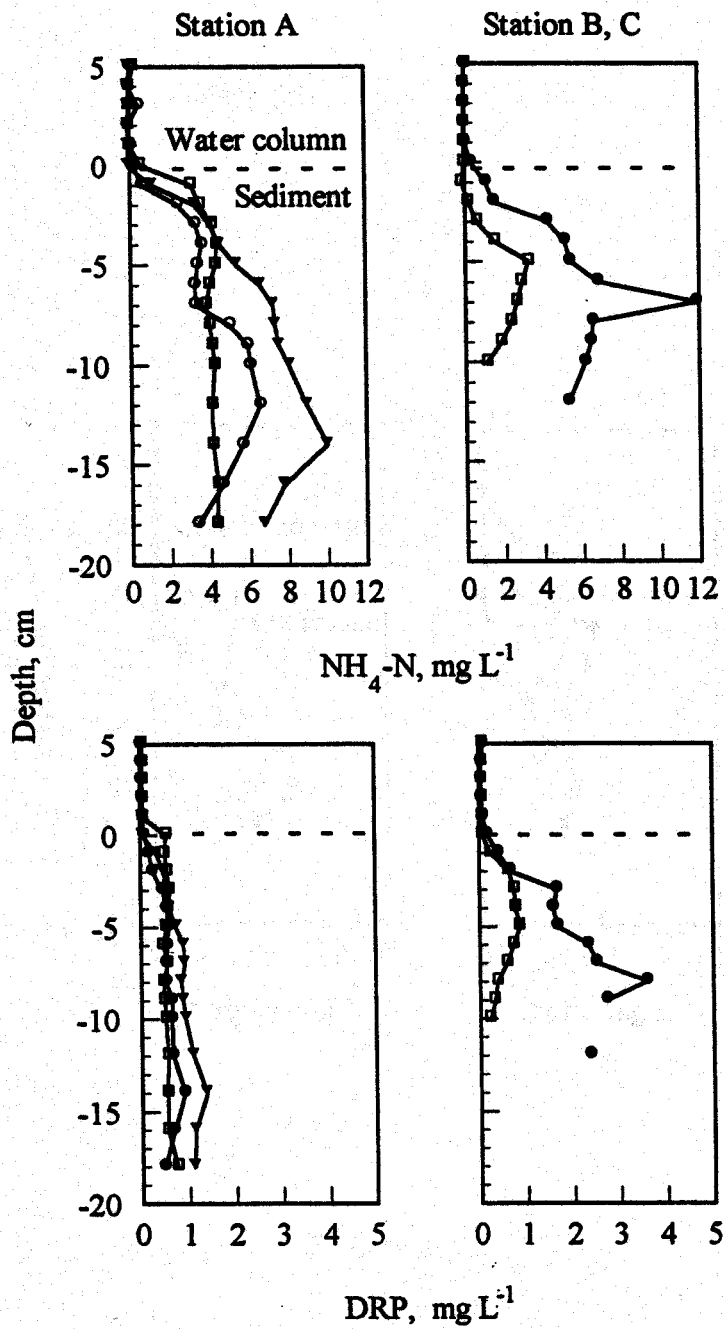 Station A
Station B, C
5
0
-5
-10
-15
-20
Water column
Sediment
0 2 4 6 8 10 12
0 2 4 6 8 10 12
NH4-N, mg L-1
Depth, cm
5
0
-5
-10
-15
-20
0 1 2 3 4 5
0 1 2 3 4 5
DRP, mg L-1